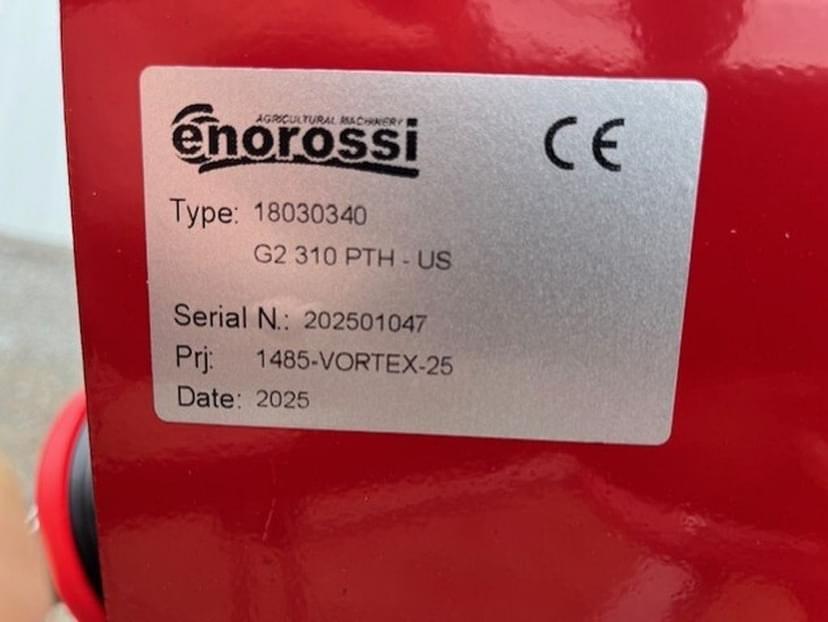 AGRICULTURAL MACHINERY
enorossi
CE
Type: 18030340
G2 310 PTH - US
Serial N.: 202501047
Prj: 1485-VORTEX-25
Date: 2025